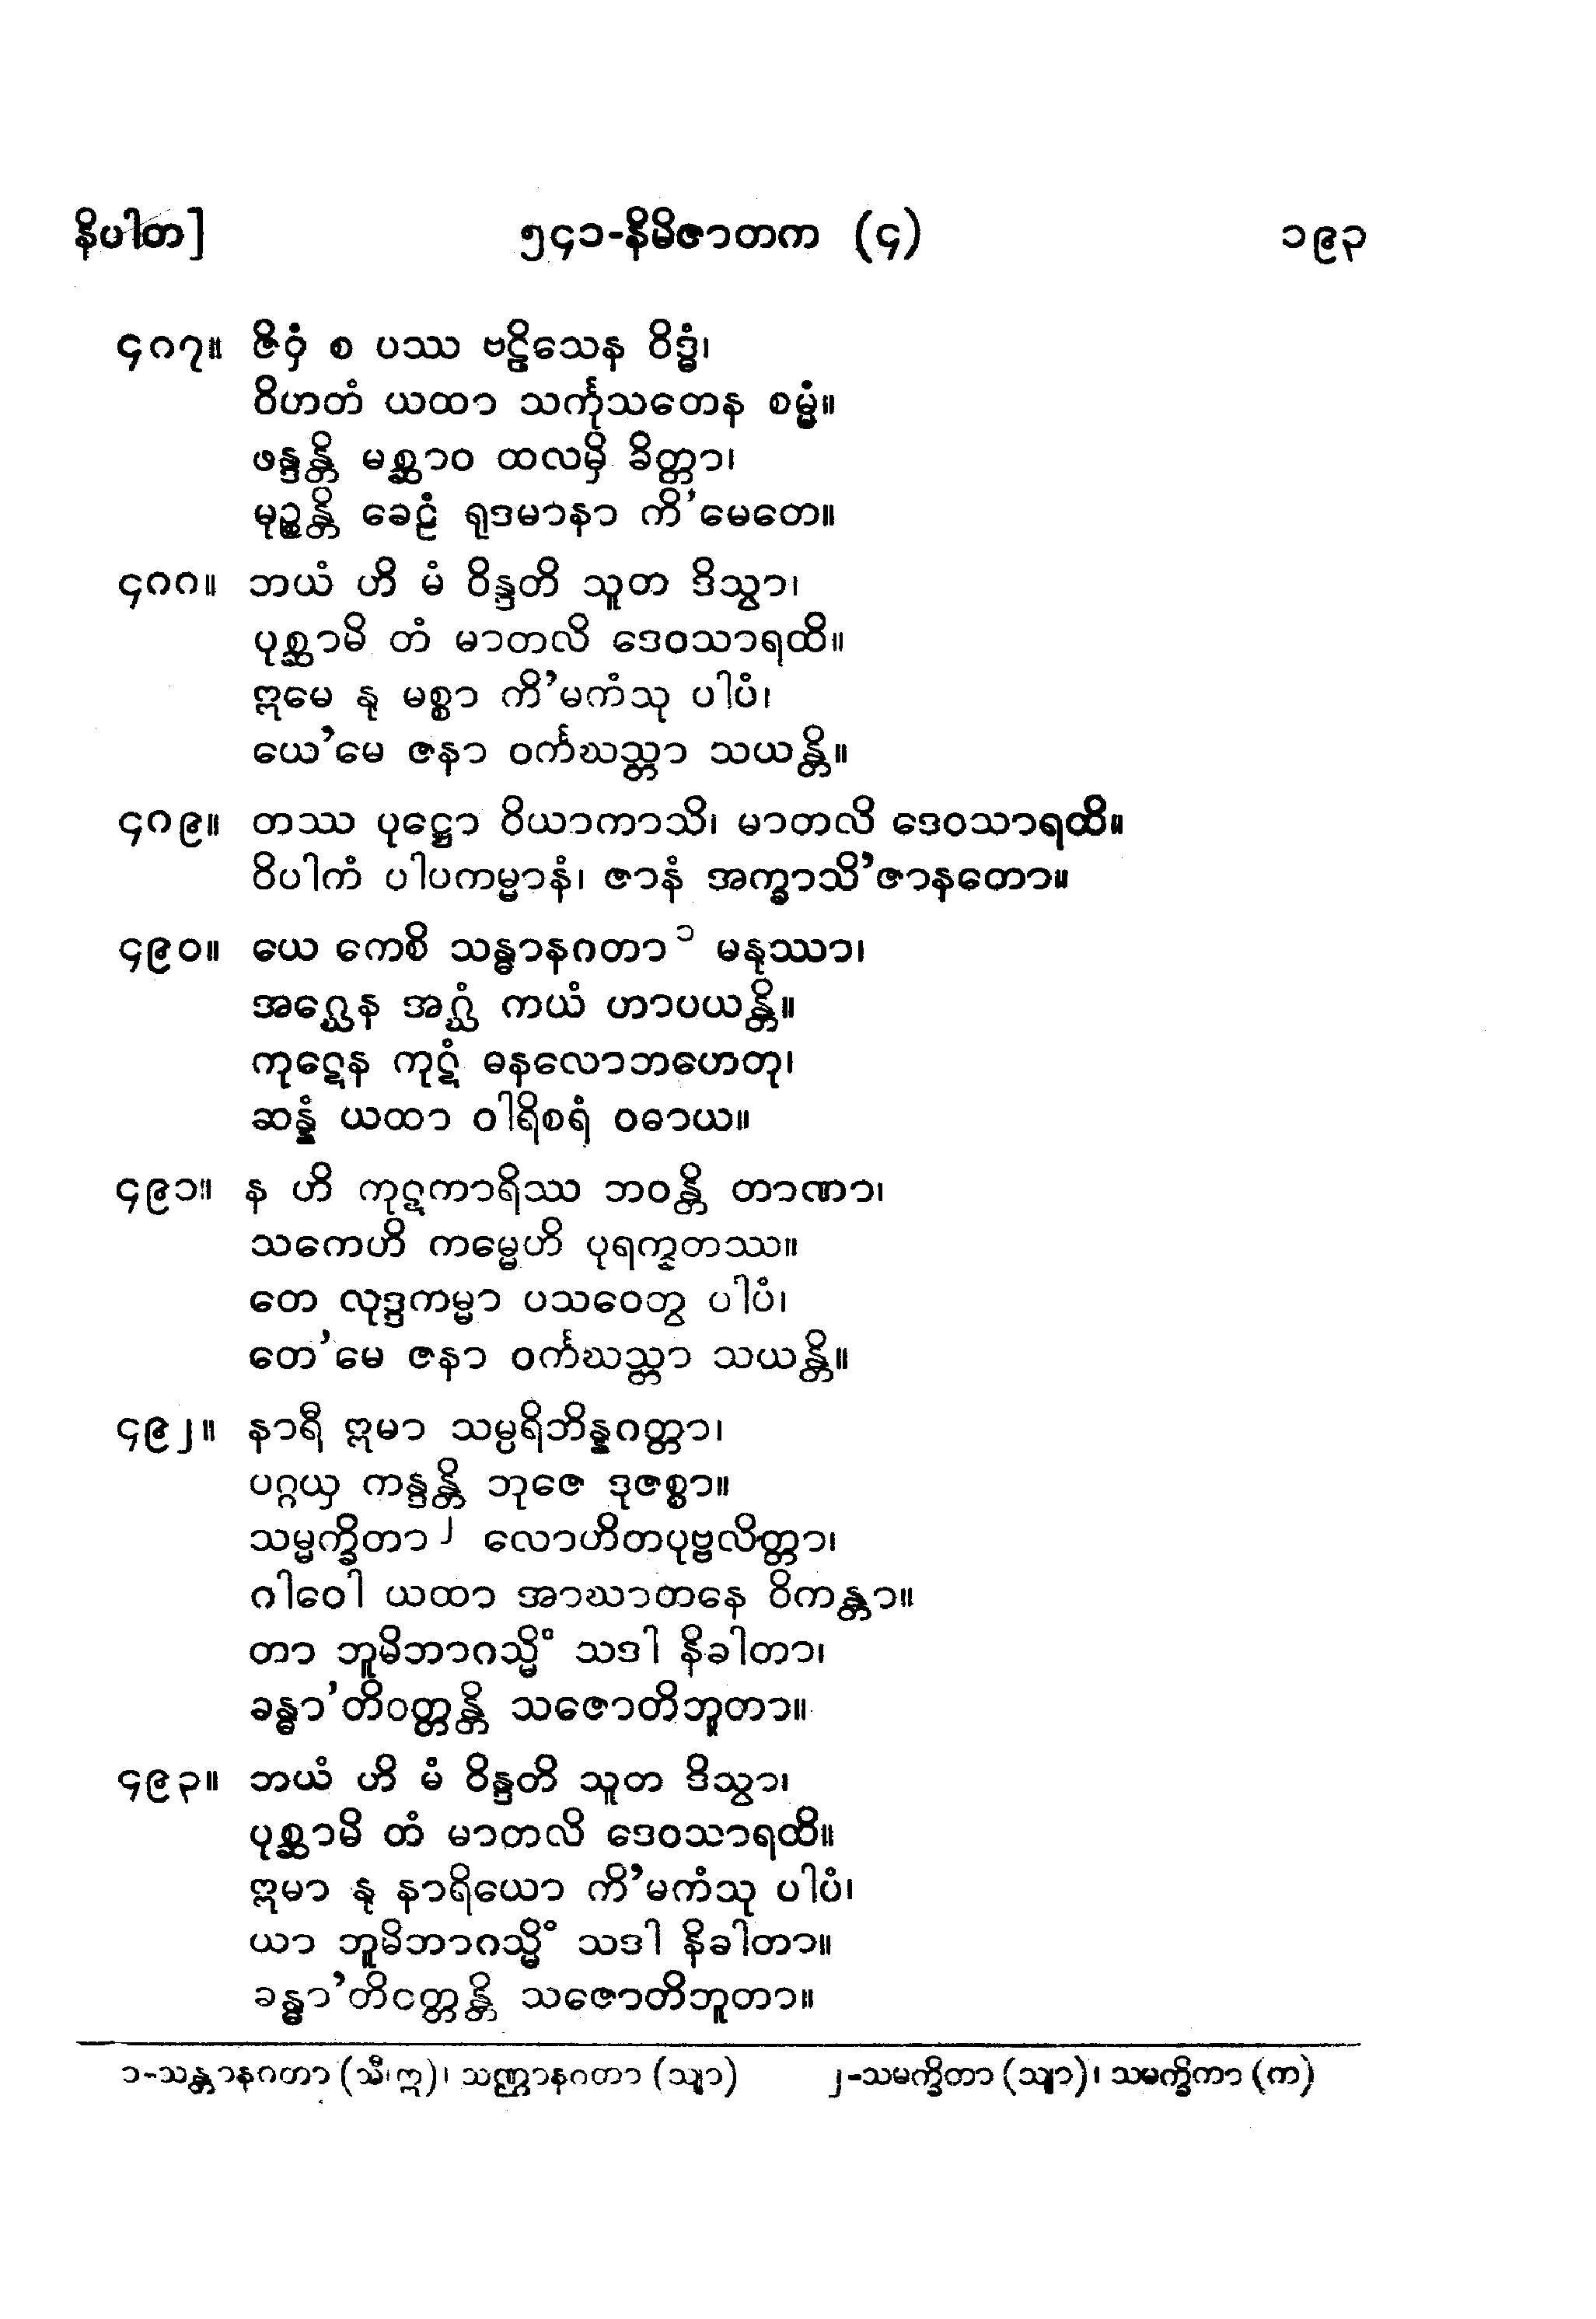 နိပါတ] ၅၄၁-နိမိဇာတက (၄) ၁၉၃
၄၈၇။ ဇိဝှံ စ ပဿ ဗဠိသေန ဝိဒ္ဓံ၊
ဝိဟတံ ယထာ သင်္ကုသတေန စမ္မံ။
ဖန္ဒန္တိ မစ္ဆာဝ ထလမှိ ခိတ္တာ၊
မုဉ္စန္တိ ခေဠံ ရုဒမာနာ ကိ’မေတေ။
၄၈၈။ ဘယံ ဟိ မံ ဝိန္ဒတိ သူတ ဒိသွာ၊
ပုစ္ဆာမိ တံ မာတလိ ဒေဝသာရထိ။
ဣမေ နု မစ္စာ ကိ’မကံသု ပါပံ၊
ယေ’မေ ဇနာ ဝင်္ကဃသ္တာ သယန္တိ။
၄၈၉။ တဿ ပုဋ္ဌော ဝိယာကာသိ၊ မာတလိ ဒေဝသာရထိ။
ဝိပါကံ ပါပကမ္မာနံ၊ ဇာနံ အက္ခာသိ’ဇာနတော။
၄၉၀။ ယေ ကေစိ သန္ဓာနဂတာ ၁ မနုဿာ၊
အဂ္ဃေန အဂ္ဃံ ကယံ ဟာပယန္တိ။
ကုဋေန ကုဋံ ဓနလောဘဟေတု၊
ဆန္နံ ယထာ ဝါရိစရံ ဝဓာယ။
၄၉၁။ န ဟိ ကုဋကာရိဿ ဘဝန္တိ တာဏာ၊
သကေဟိ ကမ္မေဟိ ပုရက္ခတဿ။
တေ လုဒ္ဒကမ္မာ ပသဝေတွ ပါပံ၊
တေ’မေ ဇနာ ဝင်္ကဃသ္တာ သယန္တိ။
၄၉၂။ နာရီ ဣမာ သမ္ပရိဘိန္နဂတ္တာ၊
ပဂ္ဂယှ ကန္ဒန္တိ ဘုဇေ ဒုဇစ္စာ။
သမ္မက္ခိတာ ၂ လောဟိတပုဗ္ဗလိတ္တာ၊
ဂါဝေါ ယထာ အာဃာတနေ ဝိကန္တာ။
တာ ဘူမိဘာဂသ္မိံ သဒါ နိခါတာ၊
ခန္ဓာ’တိဝတ္တန္တိ သဇောတိဘူတာ။
၄၉၃။ ဘယံ ဟိ မံ ဝိန္ဒတိ သူတ ဒိသွာ၊
ပုစ္ဆာမိ တံ မာတလိ ဒေဝသာရထိ။
ဣမာ နု နာရိယော ကိ’မကံသု ပါပံ၊
ယာ ဘူမိဘာဂသ္မိံ သဒါ နိခါတာ။
ခန္ဓာ’တိဝတ္တန္တိ သဇောတိဘူတာ။
၁-သန္တာနဂတာ (သီ၊ဣ)၊ သဏ္ဌာနဂတာ (သျာ) ၂-သမက္ခိတာ (သျာ)၊ သမက္ခိကာ (က)